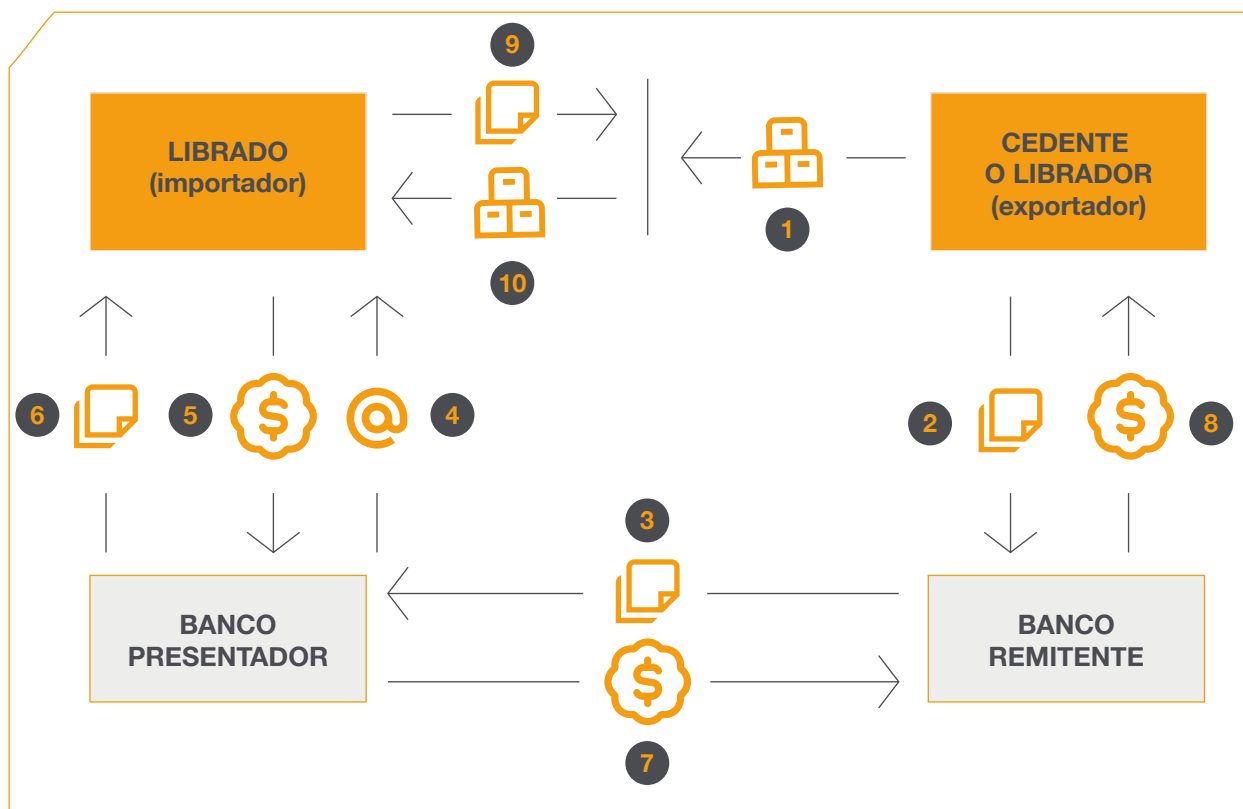 9
LIBRADO
(importador)
CEDENTE
O LIBRADOR
(exportador)
1
10
6
5
$
@
4
2
$
8
3
BANCO
PRESENTADOR
$
BANCO
REMITENTE
7